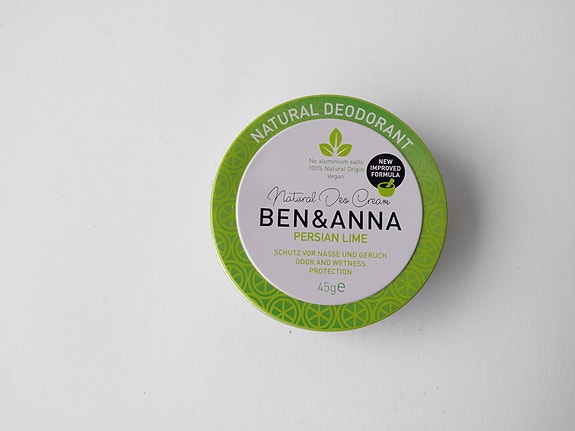 NATURAL DEODORANT
No aluminium salts
100% Natural Origin
Vegan
NEW
IMPROVED
FORMULA
Natural Deo Cream
BEN&ANNA
PERSIAN LIME
SCHUTZ VOR NÄSSE UND GERUCH
ODOR AND WETNESS
PROTECTION
45g℮